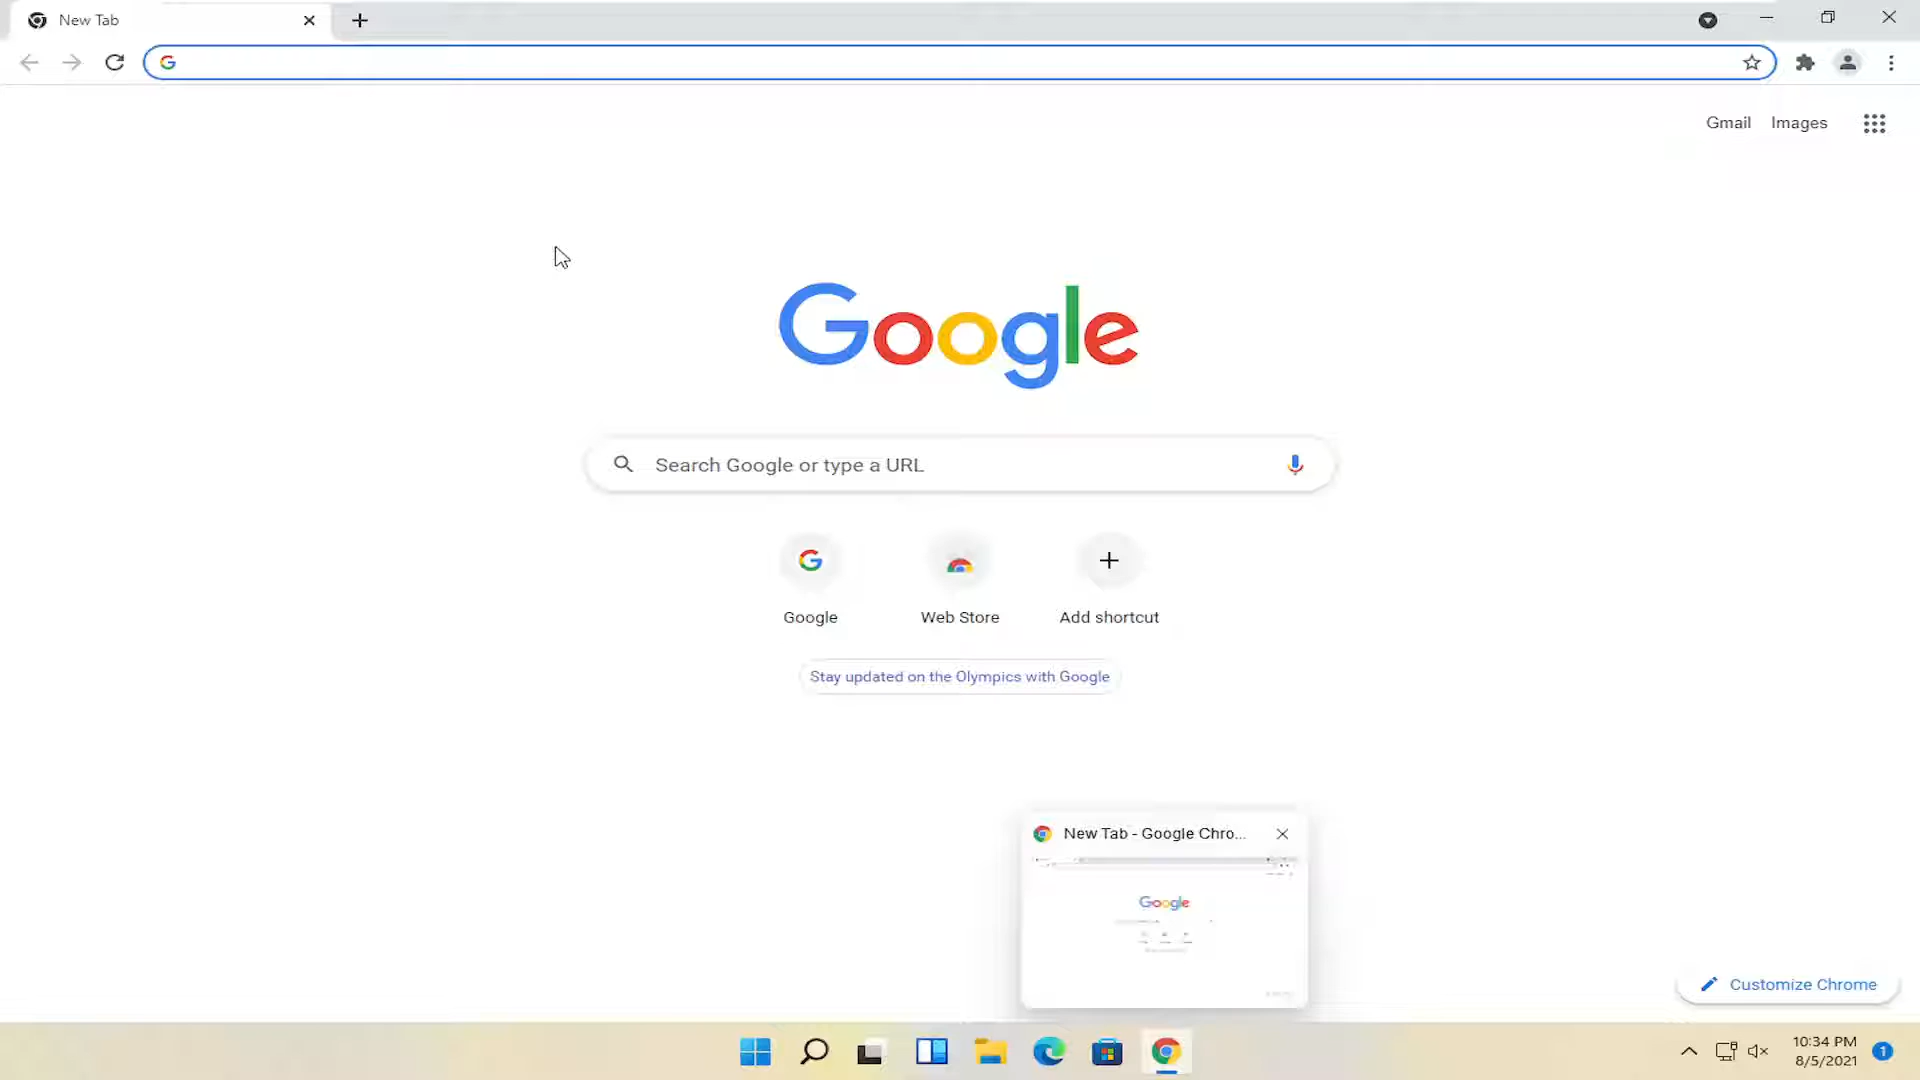 New Tab
Gmail Images
Google
Search Google or type a URL
Google Web Store Add shortcut
Stay updated on the Olympics with Google
New Tab - Google Chro...
Google
Customize Chrome
10:34 PM
8/5/2021
1